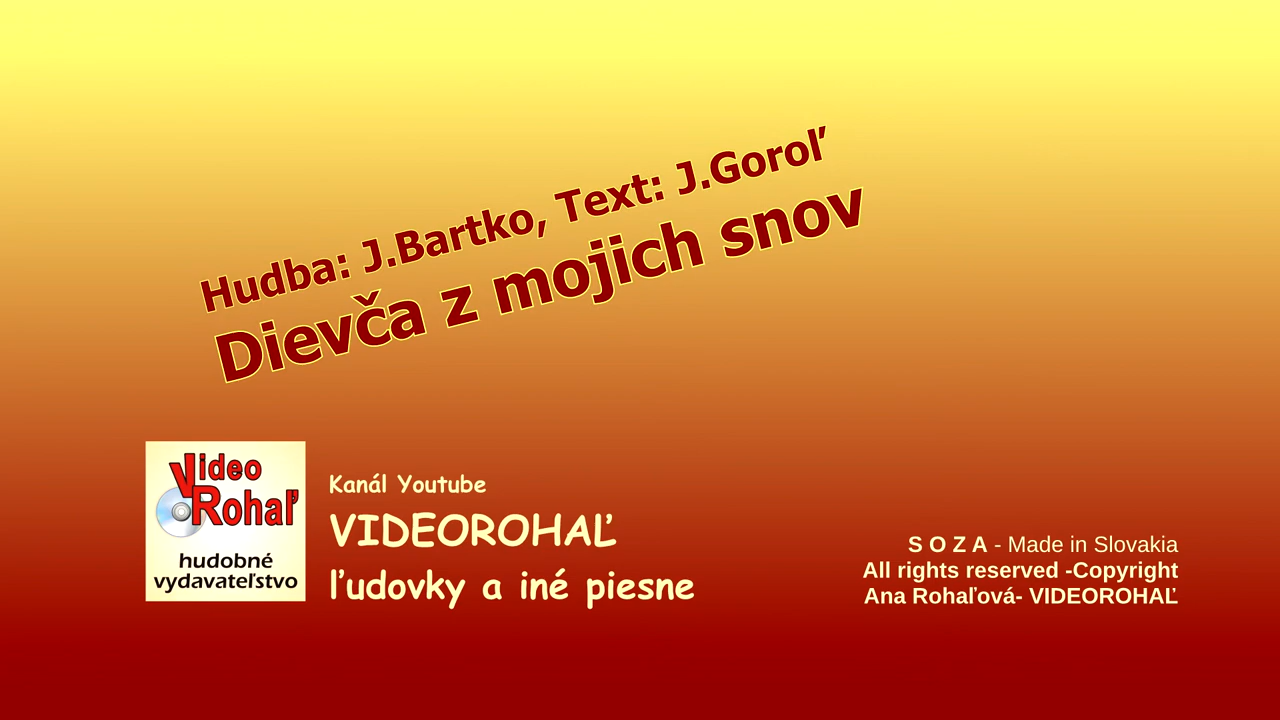 Hudba: J.Bartko, Text: J.Goroľ
Dievča z mojich snov
Video
Rohaľ
hudobné
vydavateľstvo
Kanál Youtube
VIDEOROHAĽ
ľudovky a iné piesne
S O Z A - Made in Slovakia
All rights reserved -Copyright
Ana Rohaľová- VIDEOROHAĽ